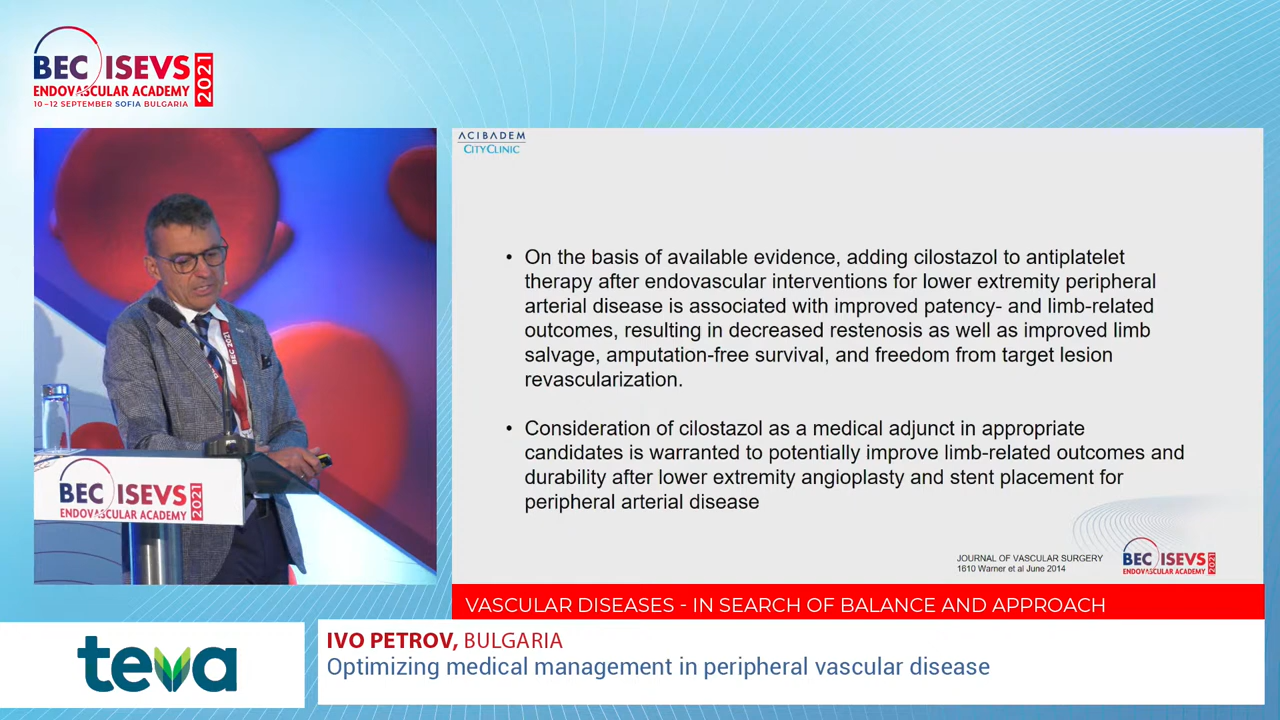 BEC ISEVS 2021
ENDOVASCULAR ACADEMY
10–12 SEPTEMBER SOFIA BULGARIA
BEC 2021
BEC ISEVS 2021
ENDOVASCULAR ACADEMY
ACIBADEM
CITYCLINIC
• On the basis of available evidence, adding cilostazol to antiplatelet
therapy after endovascular interventions for lower extremity peripheral
arterial disease is associated with improved patency- and limb-related
outcomes, resulting in decreased restenosis as well as improved limb
salvage, amputation-free survival, and freedom from target lesion
revascularization.
• Consideration of cilostazol as a medical adjunct in appropriate
candidates is warranted to potentially improve limb-related outcomes and
durability after lower extremity angioplasty and stent placement for
peripheral arterial disease
JOURNAL OF VASCULAR SURGERY
1610 Warner et al June 2014
BEC ISEVS 2021
ENDOVASCULAR ACADEMY
VASCULAR DISEASES - IN SEARCH OF BALANCE AND APPROACH
teva
IVO PETROV, BULGARIA
Optimizing medical management in peripheral vascular disease